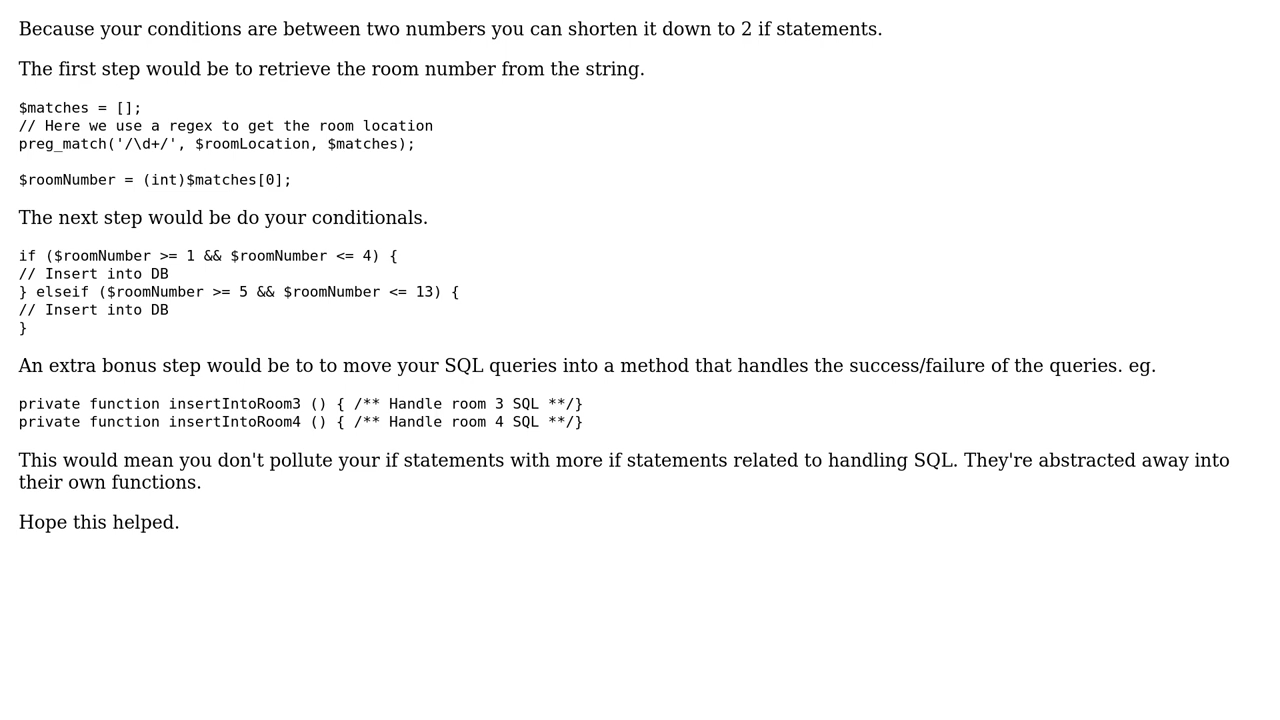 Because your conditions are between two numbers you can shorten it down to 2 if statements.
The first step would be to retrieve the room number from the string.
$matches = [];
// Here we use a regex to get the room location
preg_match('/\d+/', $roomLocation, $matches);
$roomNumber = (int)$matches[0];
The next step would be do your conditionals.
if ($roomNumber >= 1 && $roomNumber <= 4) {
// Insert into DB
} elseif ($roomNumber >= 5 && $roomNumber <= 13) {
// Insert into DB
}
An extra bonus step would be to to move your SQL queries into a method that handles the success/failure of the queries. eg.
private function insertIntoRoom3 () { /** Handle room 3 SQL **/}
private function insertIntoRoom4 () { /** Handle room 4 SQL **/}
This would mean you don't pollute your if statements with more if statements related to handling SQL. They're abstracted away into
their own functions.
Hope this helped.